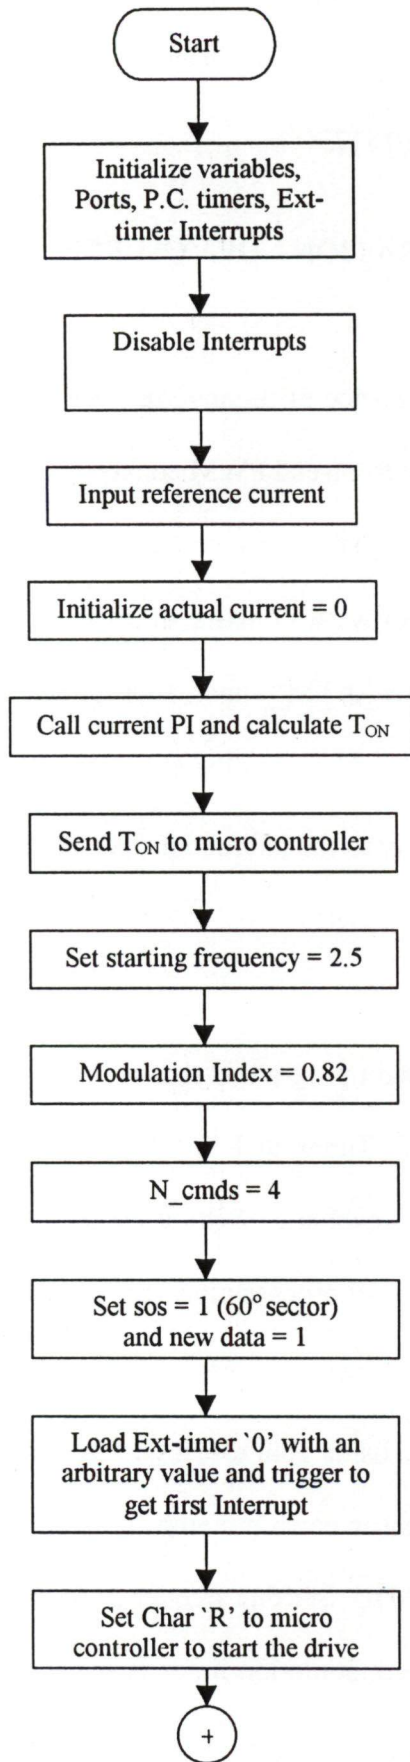 Start
Initialize variables,
Ports, P.C. timers, Ext-
timer Interrupts
Disable Interrupts
Input reference current
Initialize actual current = 0
Call current PI and calculate TON
Send TON to micro controller
Set starting frequency = 2.5
Modulation Index = 0.82
N_cmds = 4
Set sos = 1 (60° sector)
and new data = 1
Load Ext-timer `0' with an
arbitrary value and trigger to
get first Interrupt
Set Char `R' to micro
controller to start the drive
+